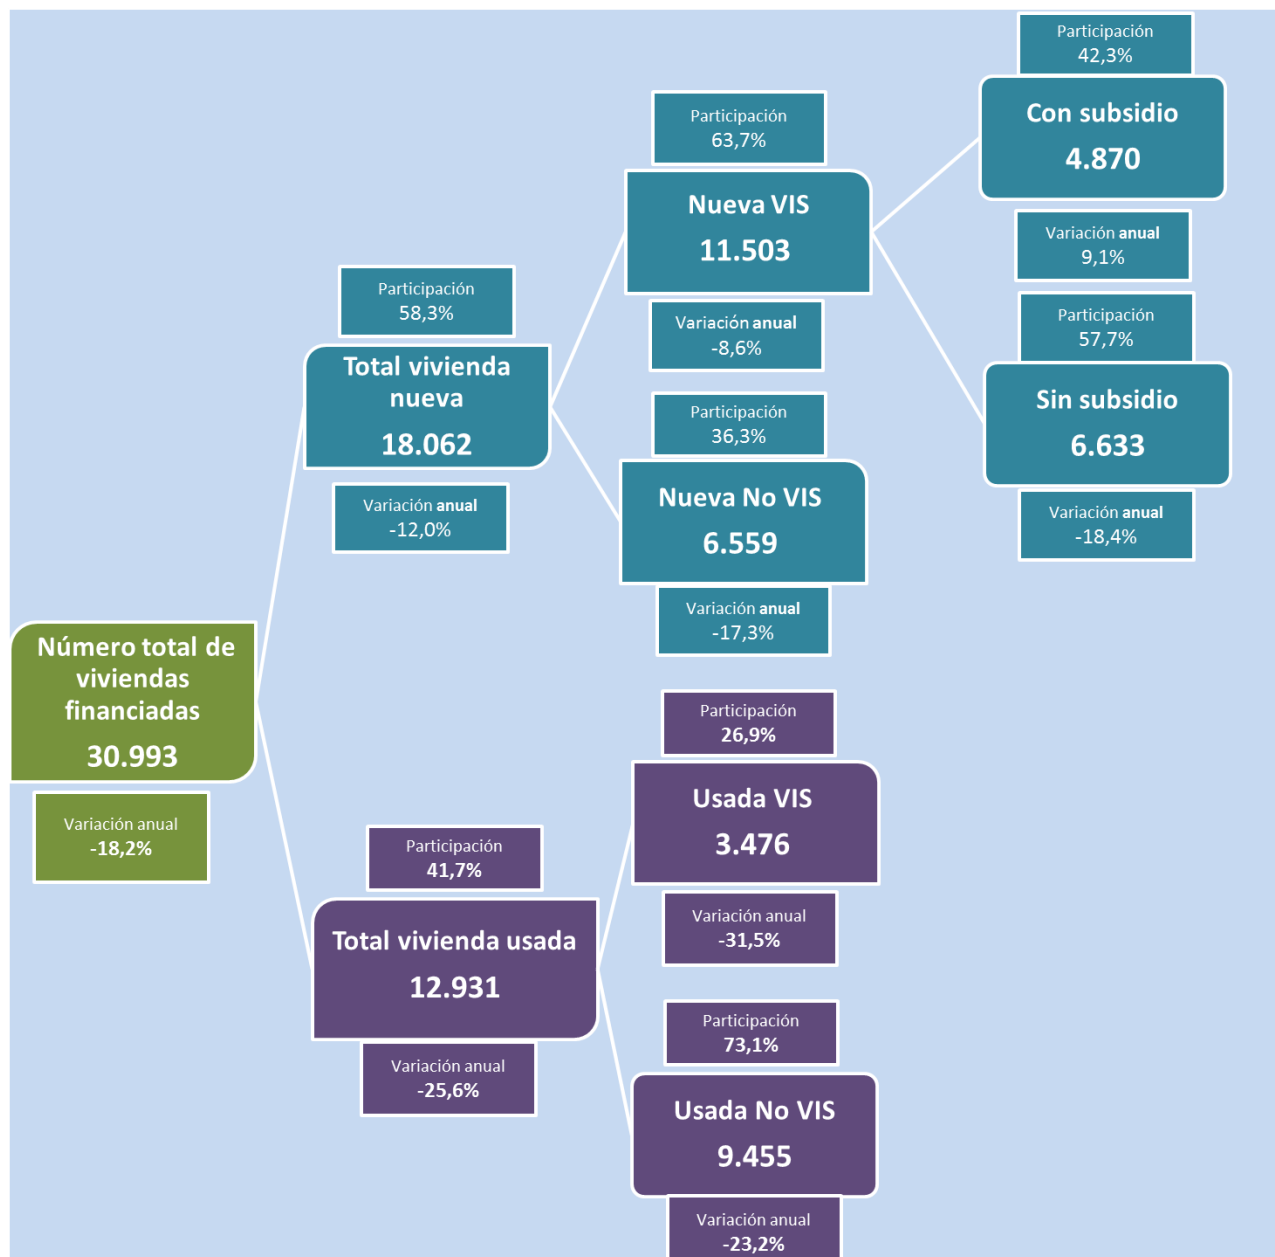 Número total de
viviendas
financiadas
30.993
Variación anual
-18,2%
Participación
58,3%
Total vivienda
nueva
18.062
Variación anual
-12,0%
Participación
63,7%
Nueva VIS
11.503
Variación anual
-8,6%
Participación
42,3%
Con subsidio
4.870
Variación anual
9,1%
Participación
57,7%
Sin subsidio
6.633
Variación anual
-18,4%
Participación
36,3%
Nueva No VIS
6.559
Variación anual
-17,3%
Participación
41,7%
Total vivienda usada
12.931
Variación anual
-25,6%
Participación
26,9%
Usada VIS
3.476
Variación anual
-31,5%
Participación
73,1%
Usada No VIS
9.455
Variación anual
-23,2%